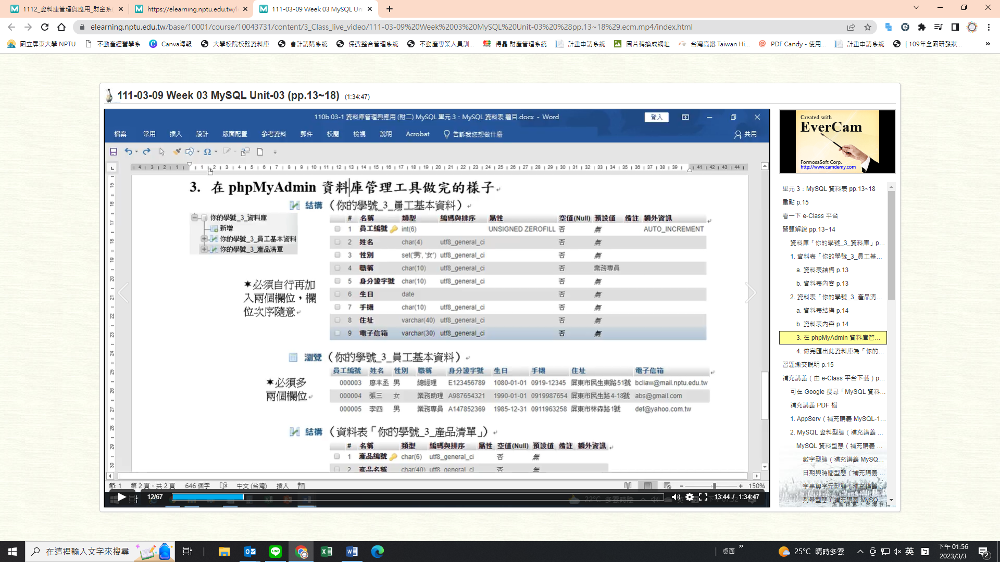 1112_資料庫管理與應用_財金系(
https://elearning.nptu.edu.tw/l
111-03-09 Week 03 MySQL Un
elearning.nptu.edu.tw/base/10001/course/10043731/content/3_Class_live_video/111-03-09%20Week%2003%20MySQL%20Unit-03%20%28pp.13~18%29.ecm.mp4/index.html
國立屏東大學 NPTU 不動產經營學系 Canva海報 大學校院校務資料庫 會計請購系統 保費整合管理系統 不動產專業人員訓... 得晶 財產管理系統 計畫申請系統 圖片轉換成網址 台灣高鐵 Taiwan Hi... PDF Candy - 使用... 計畫申請系統 [ 109年全國研發狀... »
111-03-09 Week 03 MySQL Unit-03 (pp.13~18) (1:34:47)
110b 03-1 資料庫管理與應用 (財二) MySQL 單元 3：MySQL 資料表 題目.docx - Word
登入
檔案 常用 插入 設計 版面配置 參考資料 郵件 校閱 檢視 說明 Acrobat 告訴我您想做什麼 共用
3. 在 phpMyAdmin 資料庫管理工具做完的樣子
結構（你的學號_3_員工基本資料）
你的學號_3_資料庫
新增
你的學號_3_員工基本資料
你的學號_3_產品清單
# 名稱 類型 編碼與排序 屬性 空值(Null) 預設值 備註 額外資訊
1 員工編號 int(6) UNSIGNED ZEROFILL 否 無 AUTO_INCREMENT
2 姓名 char(4) utf8_general_ci 否 無
3 性別 set('男', '女') utf8_general_ci 否 無
4 職稱 char(10) utf8_general_ci 否 業務專員
5 身分證字號 char(10) utf8_general_ci 否 無
6 生日 date 否 無
7 手機 char(10) utf8_general_ci 否 無
8 住址 varchar(40) utf8_general_ci 否 無
9 電子信箱 varchar(30) utf8_general_ci 否 無
★必須自行再加
入兩個欄位，欄
位次序隨意
瀏覽（你的學號_3_員工基本資料）
員工編號 姓名 性別 職稱 身分證字號 生日 手機 住址 電子信箱
000003 廖本丞 男 總經理 E123456789 1080-01-01 0919-12345 屏東市民生東路51號 bcliaw@mail.nptu.edu.tw
000004 張三 女 業務助理 A987654321 1990-01-01 0919987654 屏東市民生路4-18號 abs@gmail.com
000005 李四 男 業務專員 A147852369 1985-12-31 0911963258 屏東市林森路1號 def@yahoo.com.tw
★必須多
兩個欄位
結構（資料表「你的學號_3_產品清單」）
# 名稱 類型 編碼與排序 屬性 空值(Null) 預設值 備註 額外資訊
1 產品編號 char(6) utf8_general_ci 否 無
2 產品名稱 char(40) utf8_general_ci 否 無
節: 1 第 2 頁，共 2 頁 646 個字 中文 (台灣) 插入 150%
12/67 13:44 / 1:34:47
Created with
EverCam
FormosaSoft Corp.
http://www.camdemy.com
單元 3：MySQL 資料表 pp.13~18
重點 p.15
看一下 e-Class 平台
習題解說 pp.13~14
資料庫「你的學號_3_資料庫」p...
1. 資料表「你的學號_3_員工基...
a. 資料表結構 p.13
b. 資料表內容 p.13
2. 資料表「你的學號_3_產品清...
a. 資料表結構 p.14
b. 資料表內容 p.14
3. 在 phpMyAdmin 資料庫管...
4. 做完匯出此資料庫為「你的...
習題繳交說明 p.15
補充講義（由 e-Class 平台下載）p...
可在 Google 搜尋「MySQL 資料...
補充講義 PDF 檔
1. AppServ（補充講義 MySQL-1...
2. MySQL 資料型態（補充講義 ...
MySQL 資料型態（補充講義 ...
數字型態（補充講義 MySQ...
日期與時間型態（補充講義 ...
字串與字元型態（補充講義 ...
列舉型態（補充講義 MySQ...
在這裡輸入文字來搜尋
桌面 »
25°C 晴時多雲
英
下午 01:56
2023/3/3
2